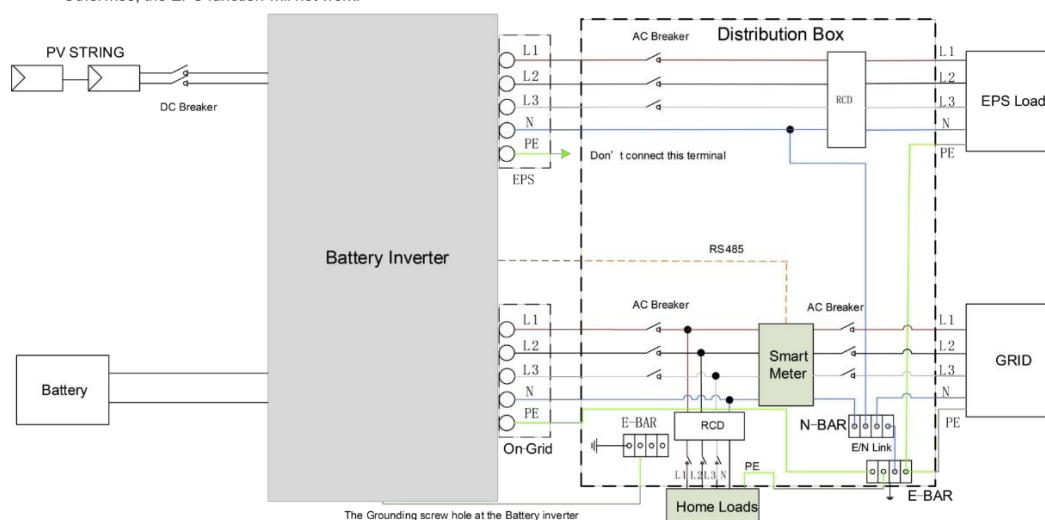 Otherwise, the EPS function will not work.
PV STRING
DC Breaker
Battery Inverter
Battery
L1
L2
L3
N
PE
EPS
Don't connect this terminal
AC Breaker
Distribution Box
RCD
L1
L2
L3
N
PE
EPS Load
RS485
L1
L2
L3
N
PE
On-Grid
AC Breaker
AC Breaker
Smart Meter
L1
L2
L3
N
PE
GRID
E-BAR
RCD
N-BAR
E/N Link
L1 L2 L3 N
PE
E-BAR
Home Loads
The Grounding screw hole at the Battery inverter